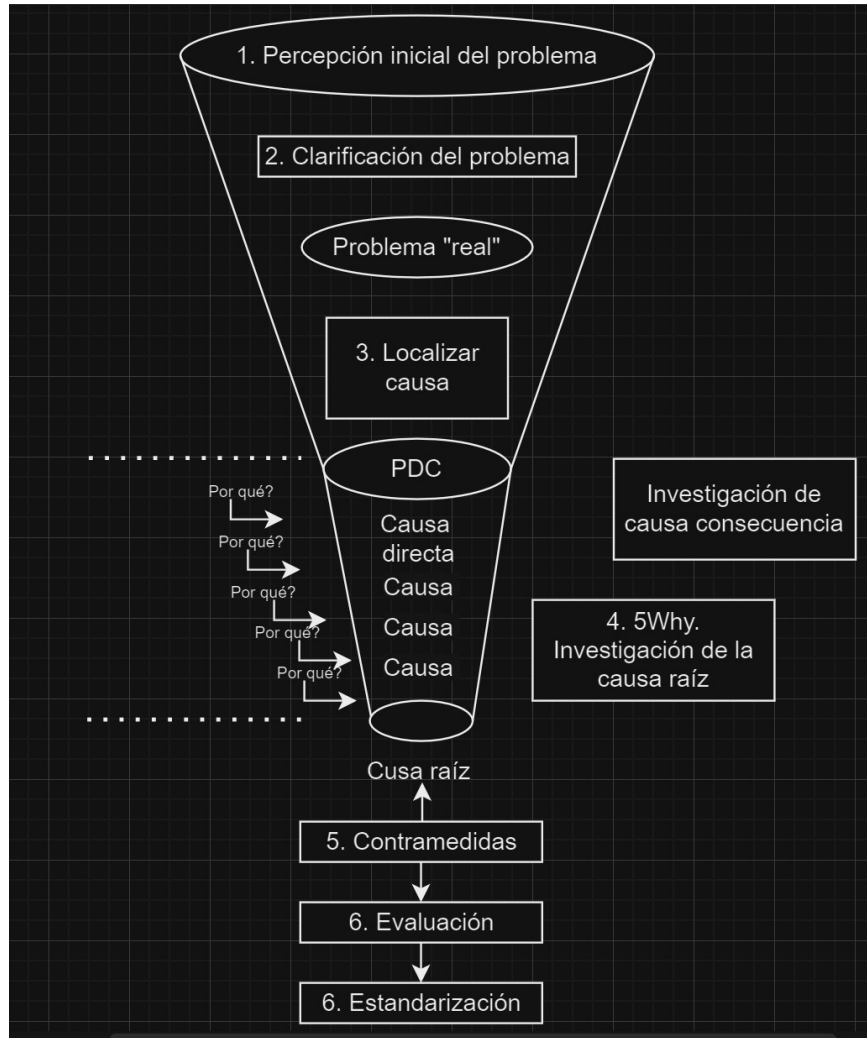 1. Percepción inicial del problema
2. Clarificación del problema
Problema "real"
3. Localizar
causa
PDC
Por qué?
Por qué?
Por qué?
Por qué?
Por qué?
Causa
directa
Causa
Causa
Causa
Investigación de
causa consecuencia
4. 5Why.
Investigación de la
causa raíz
Cusa raíz
5. Contramedidas
6. Evaluación
6. Estandarización